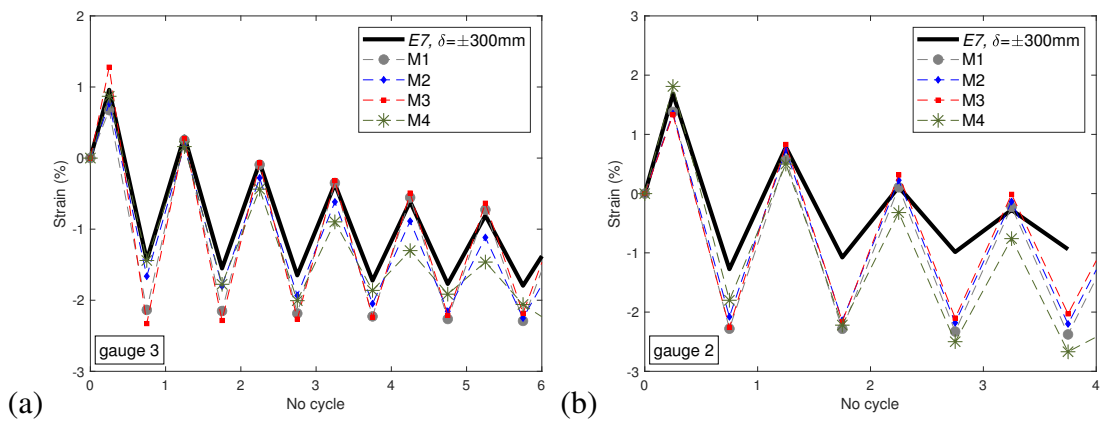 (a)
Strain (%)
2
1
0
-1
-2
-3
0 1 2 3 4 5 6
No cycle
gauge 3
E7, δ=±300mm
M1
M2
M3
M4
(b)
Strain (%)
3
2
1
0
-1
-2
-3
0 1 2 3 4
No cycle
gauge 2
E7, δ=±300mm
M1
M2
M3
M4